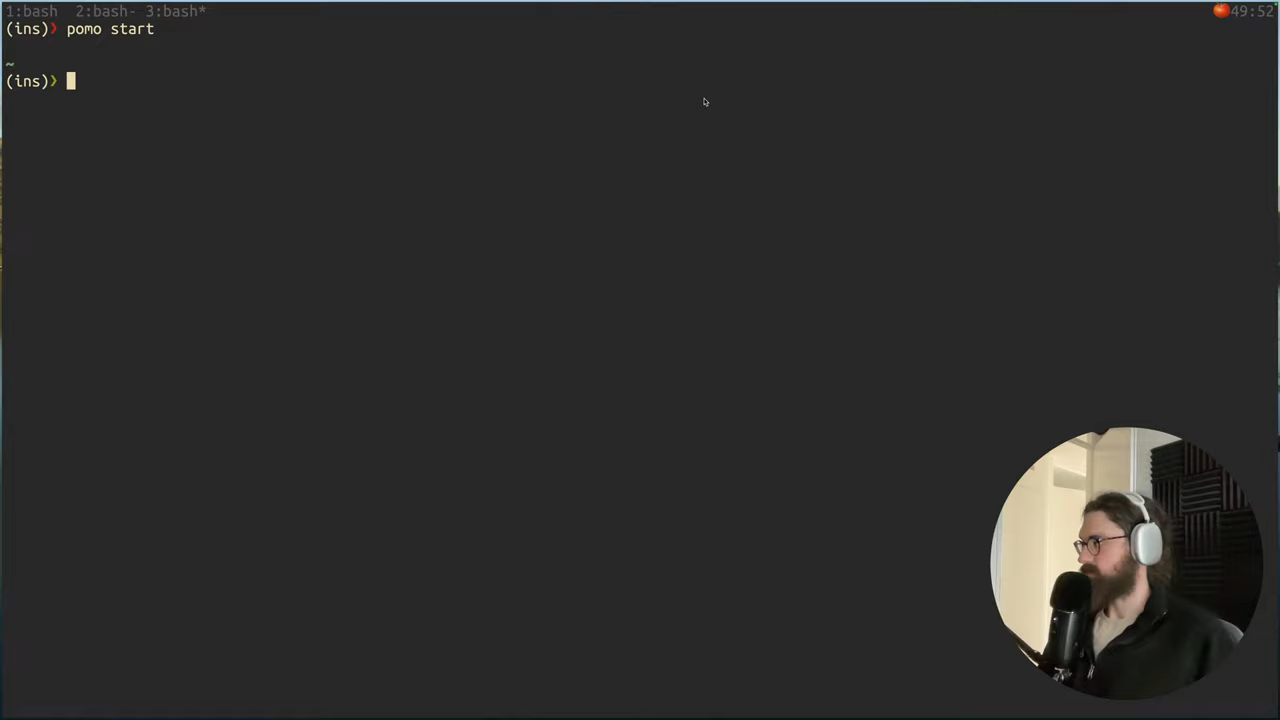 1:bash  2:bash- 3:bash* 🍅49:52
(ins)❯ pomo start
~
(ins)❯